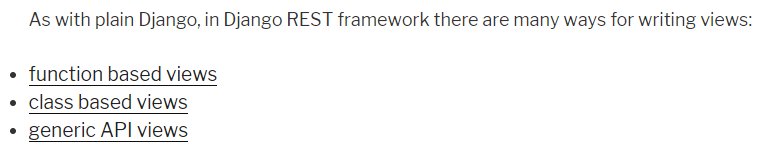 As with plain Django, in Django REST framework there are many ways for writing views:
• function based views
• class based views
• generic API views